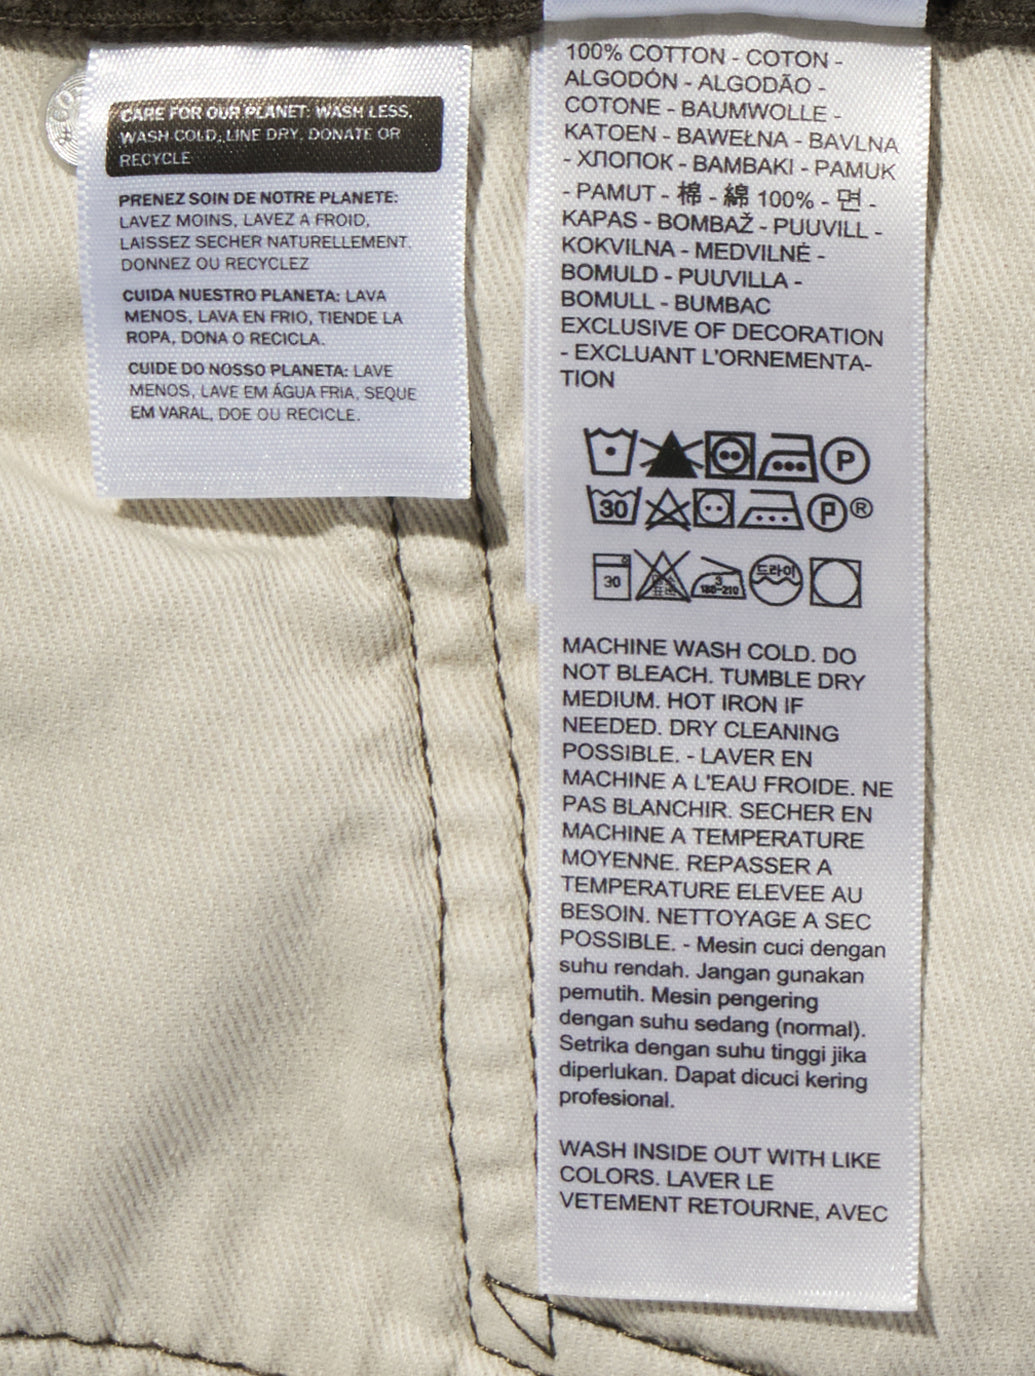 CARE FOR OUR PLANET: WASH LESS,
WASH COLD, LINE DRY, DONATE OR
RECYCLE
PRENEZ SOIN DE NOTRE PLANETE:
LAVEZ MOINS, LAVEZ A FROID,
LAISSEZ SECHER NATURELLEMENT.
DONNEZ OU RECYCLEZ
CUIDA NUESTRO PLANETA: LAVA
MENOS, LAVA EN FRIO, TIENDE LA
ROPA, DONA O RECICLA.
CUIDE DO NOSSO PLANETA: LAVE
MENOS, LAVE EM ÁGUA FRIA, SEQUE
EM VARAL, DOE OU RECICLE.
100% COTTON - COTON -
ALGODÓN - ALGODÃO -
COTONE - BAUMWOLLE -
KATOEN - BAWEŁNA - BAVLNA
- ХЛОПОК - BAMBAKI - PAMUK
- PAMUT - 棉 - 綿 100% - 면 -
KAPAS - BOMBAŽ - PUUVILL -
KOKVILNA - MEDVILNĖ -
BOMULD - PUUVILLA -
BOMULL - BUMBAC
EXCLUSIVE OF DECORATION
- EXCLUANT L'ORNEMENTA-
TION
P
30 P ®
30 3 180-210 드라이
MACHINE WASH COLD. DO
NOT BLEACH. TUMBLE DRY
MEDIUM. HOT IRON IF
NEEDED. DRY CLEANING
POSSIBLE. - LAVER EN
MACHINE A L'EAU FROIDE. NE
PAS BLANCHIR. SECHER EN
MACHINE A TEMPERATURE
MOYENNE. REPASSER A
TEMPERATURE ELEVEE AU
BESOIN. NETTOYAGE A SEC
POSSIBLE. - Mesin cuci dengan
suhu rendah. Jangan gunakan
pemutih. Mesin pengering
dengan suhu sedang (normal).
Setrika dengan suhu tinggi jika
diperlukan. Dapat dicuci kering
profesional.
WASH INSIDE OUT WITH LIKE
COLORS. LAVER LE
VETEMENT RETOURNE, AVEC